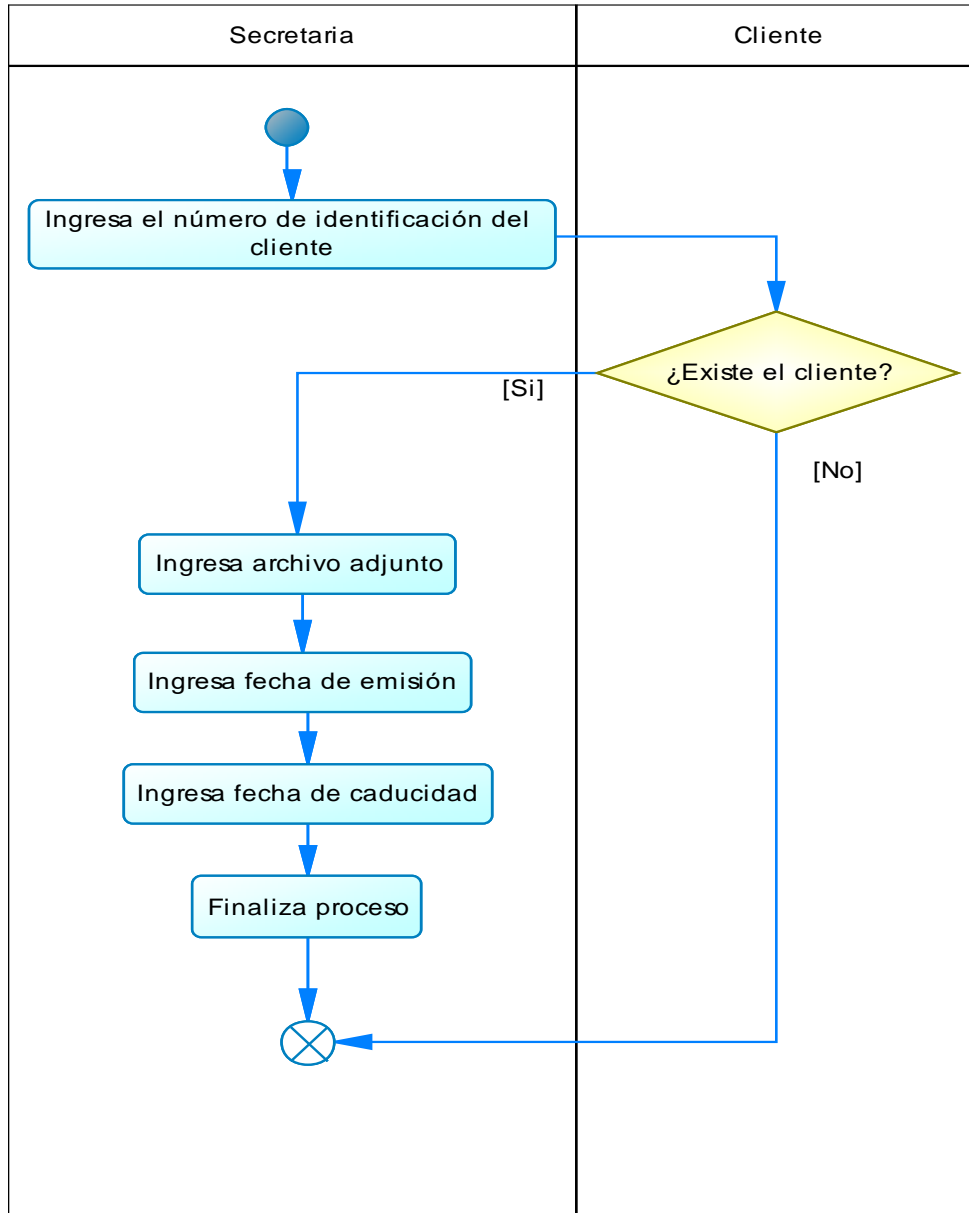 Secretaria
Cliente
Ingresa el número de identificación del
cliente
¿Existe el cliente?
[Si]
[No]
Ingresa archivo adjunto
Ingresa fecha de emisión
Ingresa fecha de caducidad
Finaliza proceso